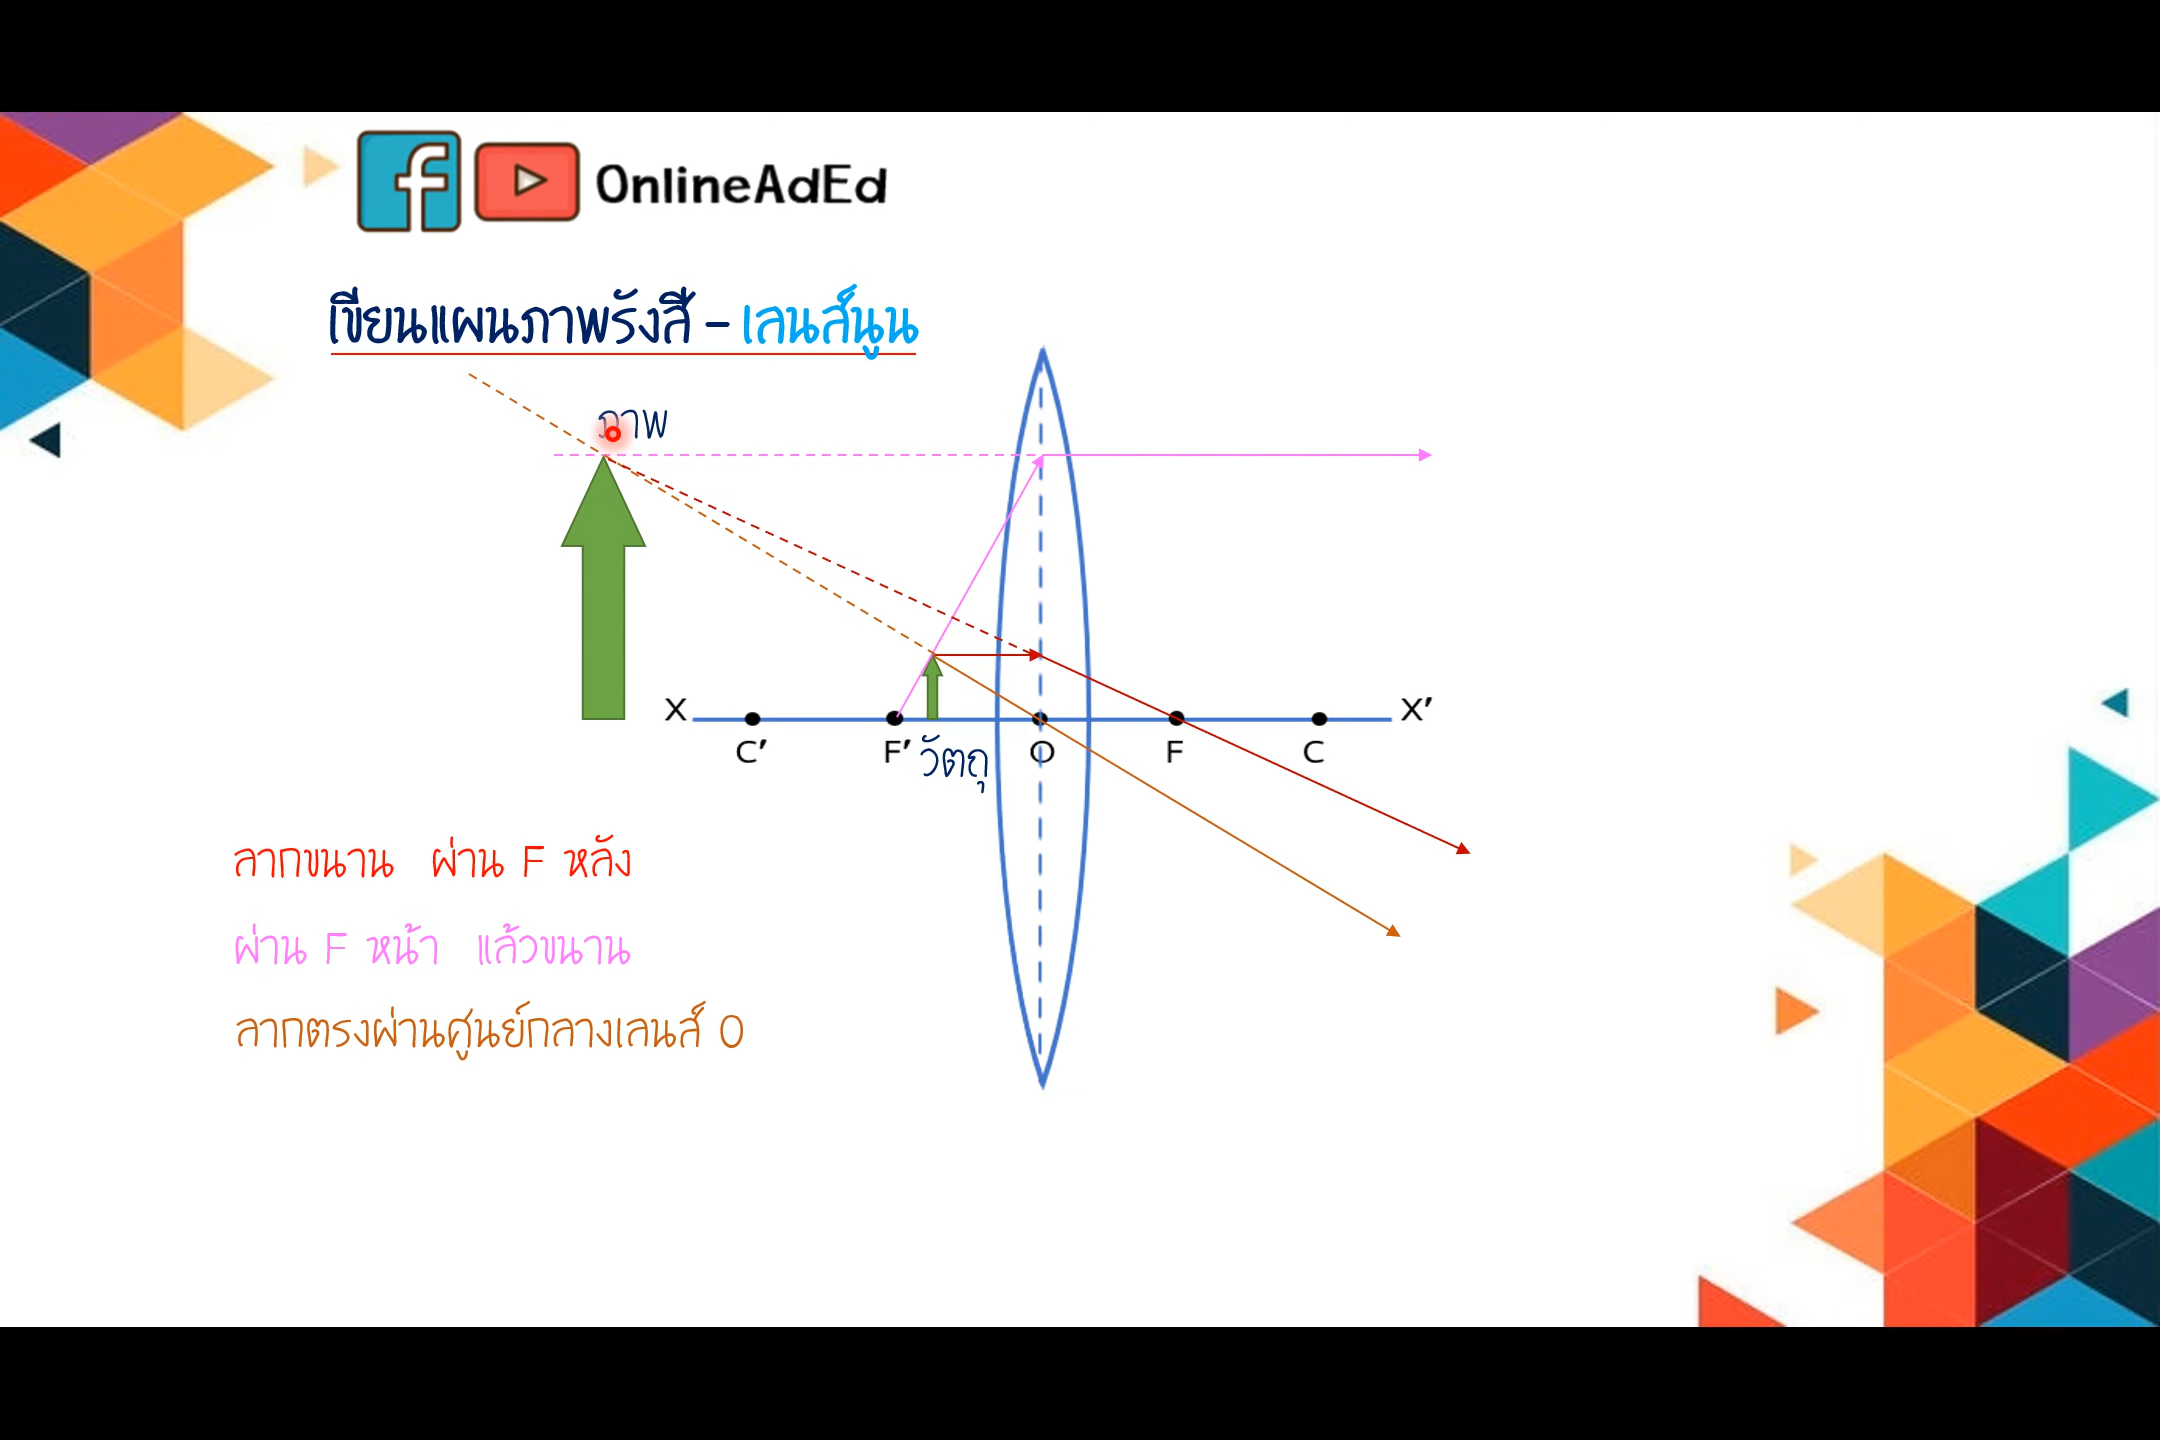 OnlineAdEd
เขียนแผนภาพรังสี - เลนส์นูน
ภาพ
X X′
C′ F′ วัตถุ O F C
ลากขนาน ผ่าน F หลัง
ผ่าน F หน้า แล้วขนาน
ลากตรงผ่านศูนย์กลางเลนส์ O